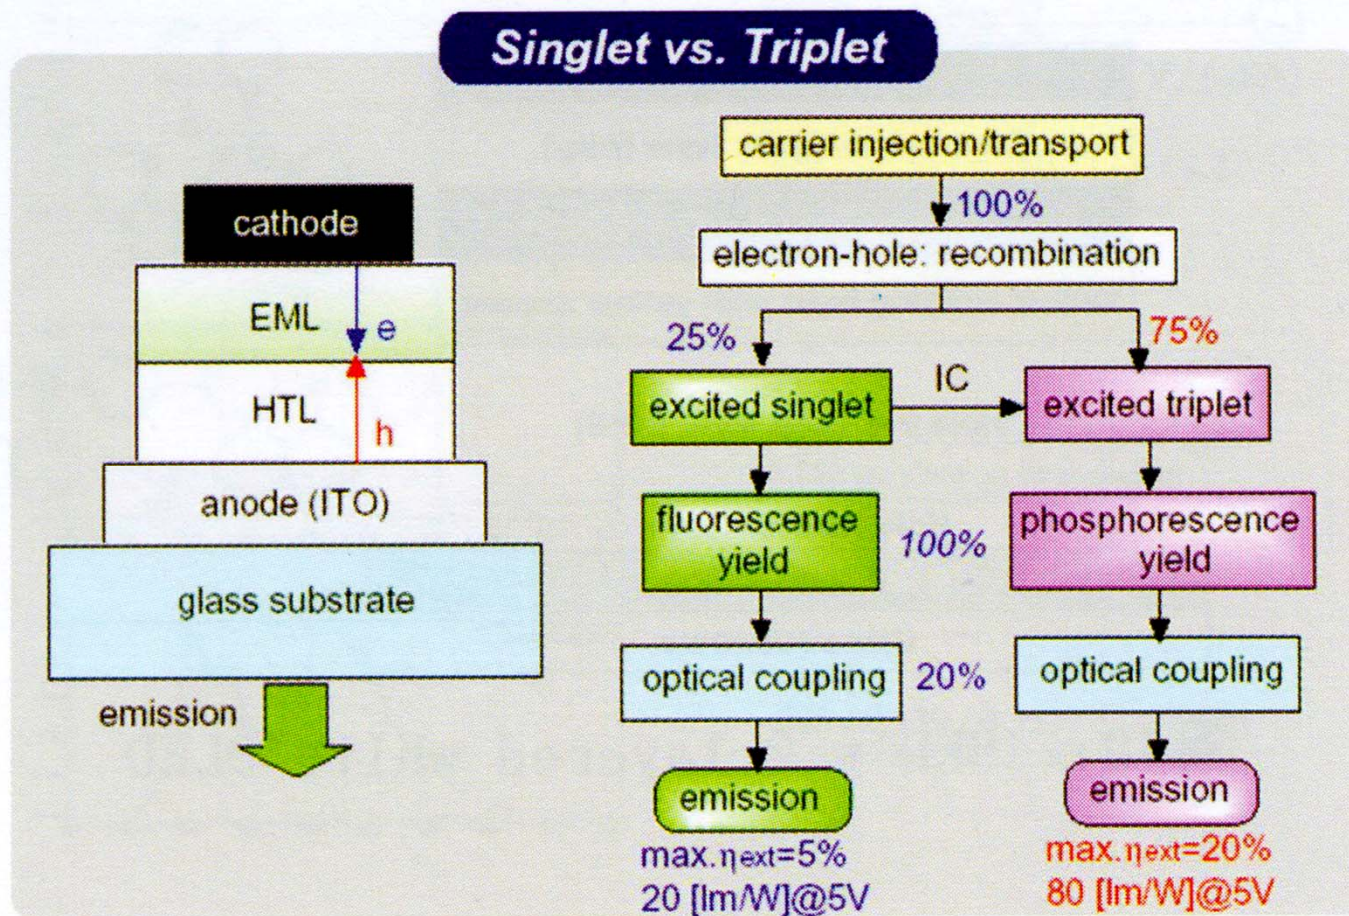 Singlet vs. Triplet
cathode
EML
e
HTL
h
anode (ITO)
glass substrate
emission
carrier injection/transport
100%
electron-hole: recombination
25%
75%
excited singlet
IC
excited triplet
fluorescence
yield
100%
phosphorescence
yield
optical coupling
20%
optical coupling
emission
max.ηext=5%
20 [lm/W]@5V
emission
max.ηext=20%
80 [lm/W]@5V